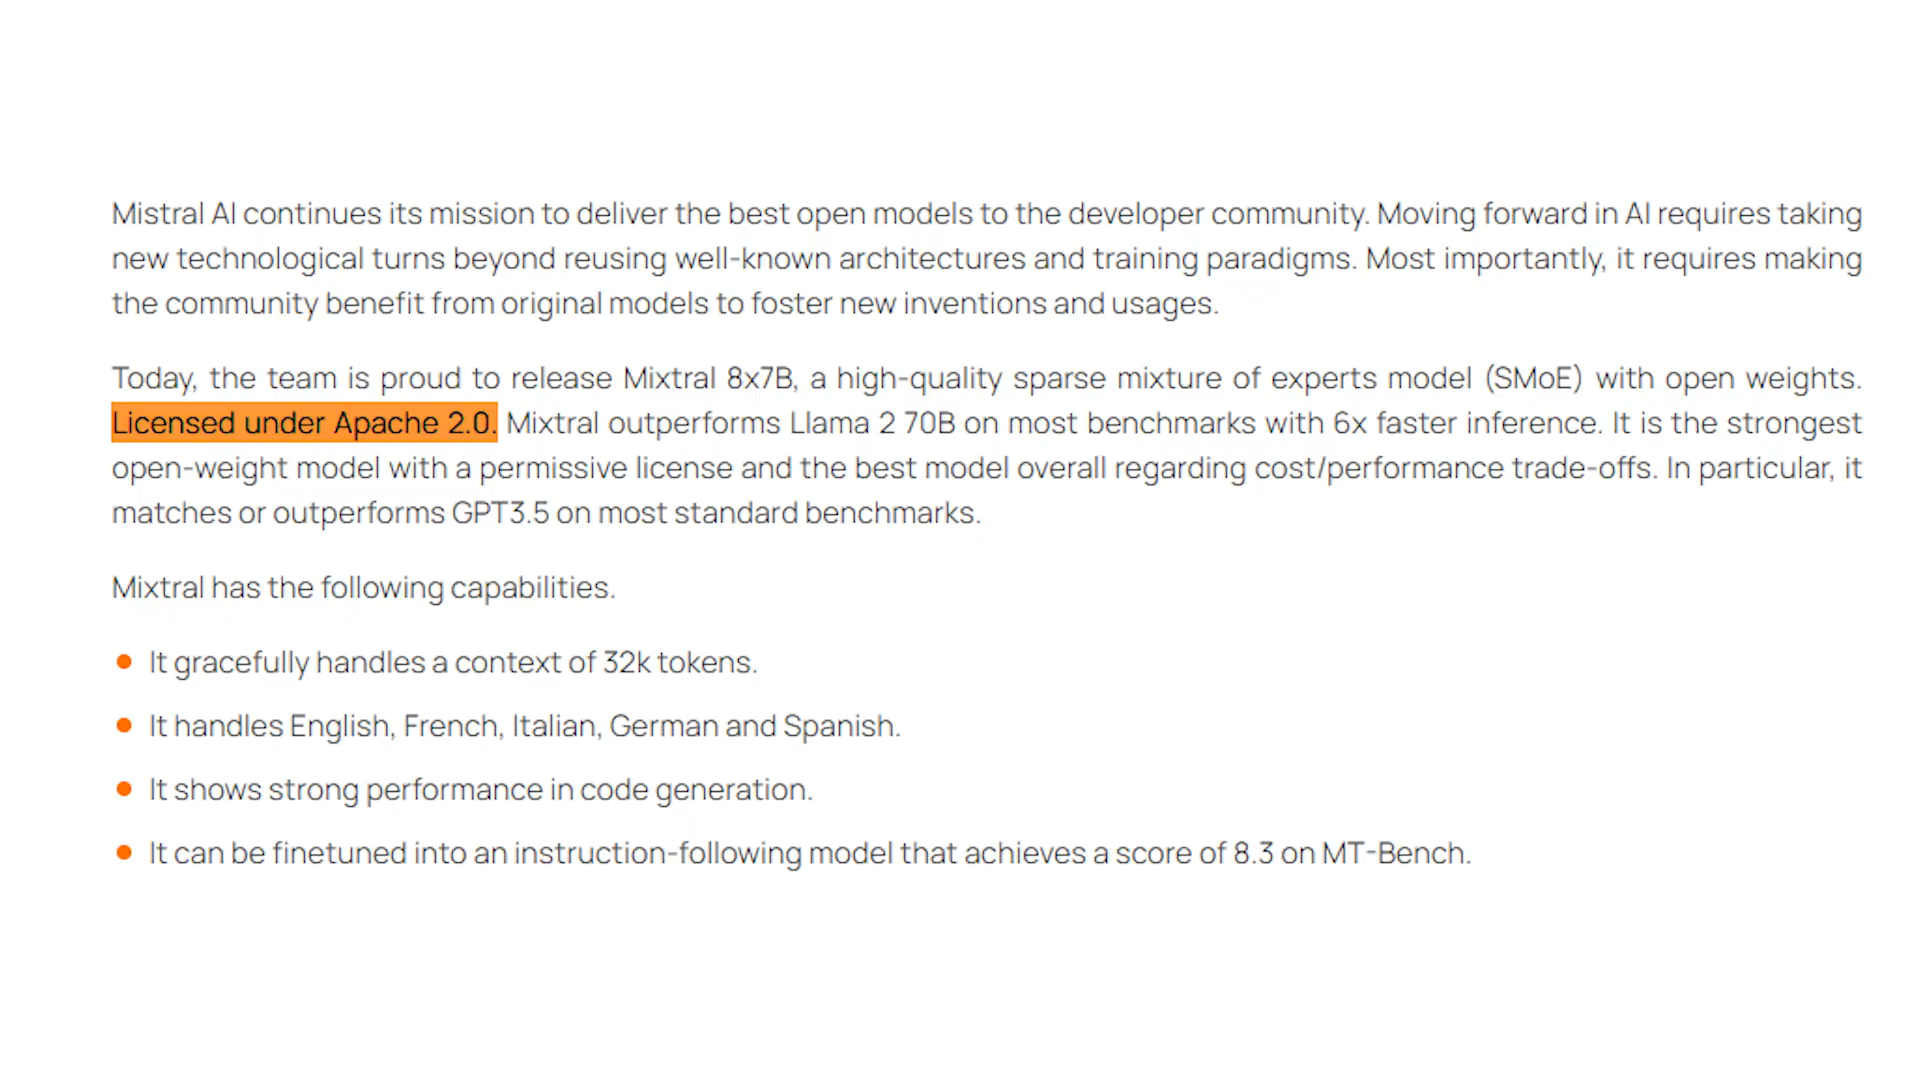 Mistral AI continues its mission to deliver the best open models to the developer community. Moving forward in AI requires taking
new technological turns beyond reusing well-known architectures and training paradigms. Most importantly, it requires making
the community benefit from original models to foster new inventions and usages.
Today, the team is proud to release Mixtral 8x7B, a high-quality sparse mixture of experts model (SMoE) with open weights.
Licensed under Apache 2.0. Mixtral outperforms Llama 2 70B on most benchmarks with 6x faster inference. It is the strongest
open-weight model with a permissive license and the best model overall regarding cost/performance trade-offs. In particular, it
matches or outperforms GPT3.5 on most standard benchmarks.
Mixtral has the following capabilities.
It gracefully handles a context of 32k tokens.
It handles English, French, Italian, German and Spanish.
It shows strong performance in code generation.
It can be finetuned into an instruction-following model that achieves a score of 8.3 on MT-Bench.